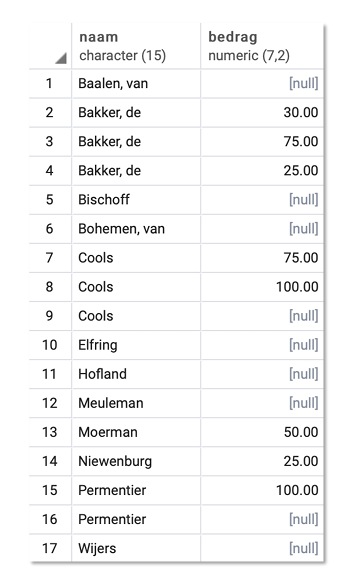 naam bedrag
character (15) numeric (7,2)
1 Baalen, van [null]
2 Bakker, de 30.00
3 Bakker, de 75.00
4 Bakker, de 25.00
5 Bischoff [null]
6 Bohemen, van [null]
7 Cools 75.00
8 Cools 100.00
9 Cools [null]
10 Elfring [null]
11 Hofland [null]
12 Meuleman [null]
13 Moerman 50.00
14 Niewenburg 25.00
15 Permentier 100.00
16 Permentier [null]
17 Wijers [null]